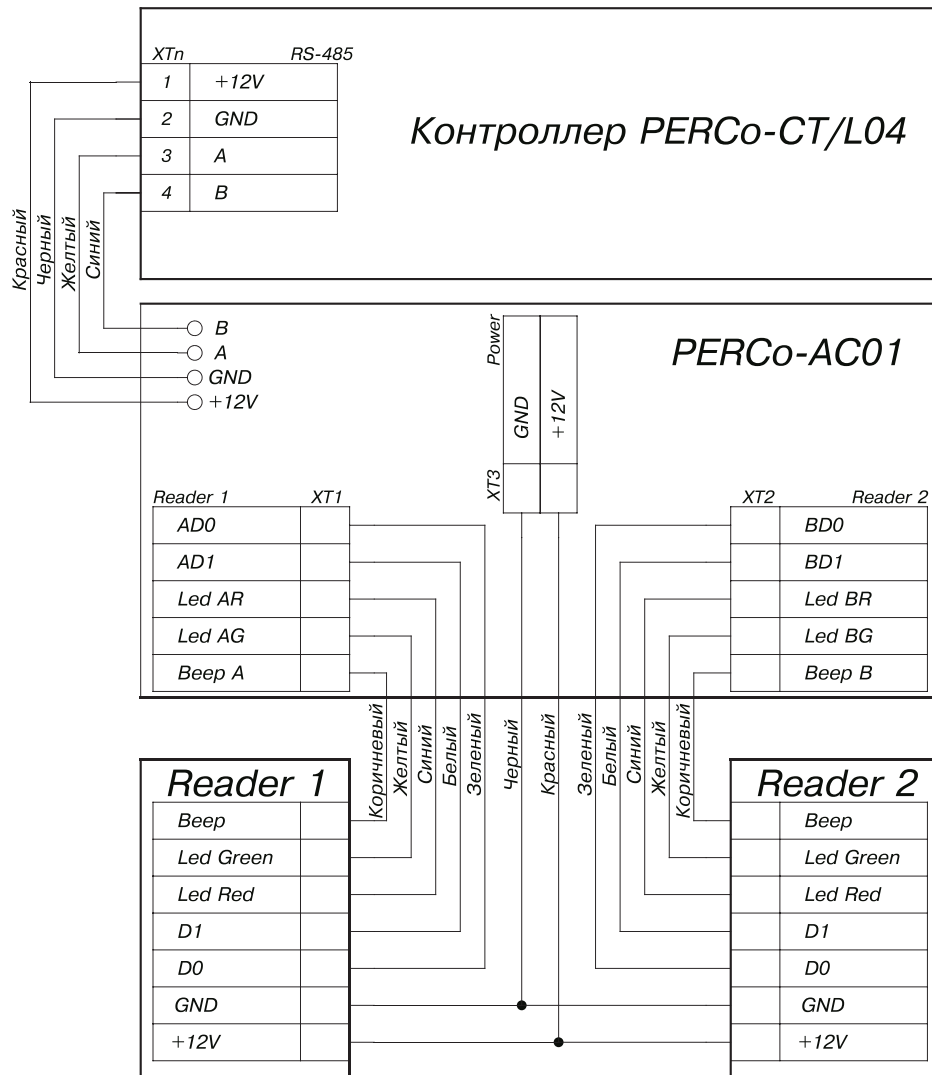 XTn RS-485
1 +12V
2 GND
3 A
4 B
Контроллер PERCo-CT/L04
Красный
Черный
Желтый
Синий
B
A
GND
+12V
Power
GND
+12V
XT3
PERCo-AC01
Reader 1 XT1
AD0
AD1
Led AR
Led AG
Beep A
XT2 Reader 2
BD0
BD1
Led BR
Led BG
Beep B
Коричневый
Желтый
Синий
Белый
Зеленый
Черный
Красный
Зеленый
Белый
Синий
Желтый
Коричневый
Reader 1
Beep
Led Green
Led Red
D1
D0
GND
+12V
Reader 2
Beep
Led Green
Led Red
D1
D0
GND
+12V